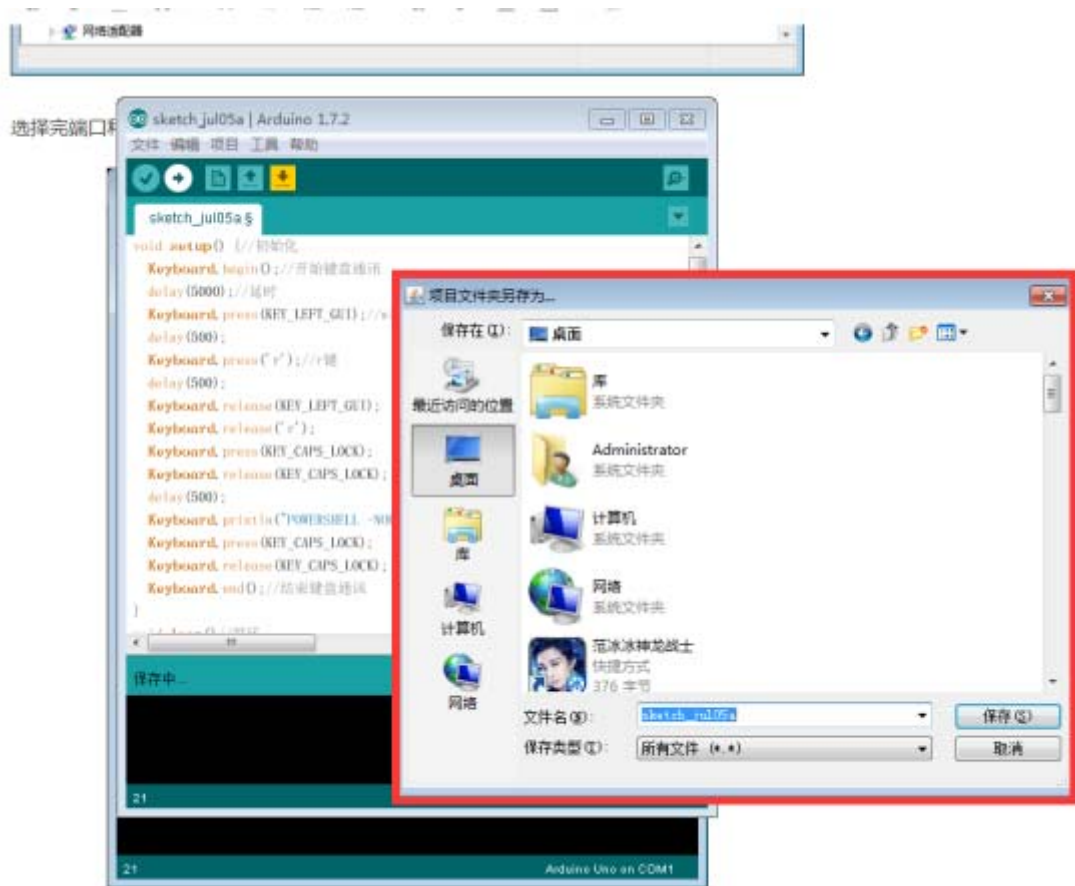 网络适配器
选择完端口和
sketch_jul05a | Arduino 1.7.2
文件 编辑 项目 工具 帮助
sketch_jul05a §
void setup() {//初始化
Keyboard.begin();//开始键盘通讯
delay(5000);//延时
Keyboard.press(KEY_LEFT_GUI);//
delay(500);
Keyboard.press('r');//r键
delay(500);
Keyboard.release(KEY_LEFT_GUI);
Keyboard.release('r');
Keyboard.press(KEY_CAPS_LOCK);
Keyboard.release(KEY_CAPS_LOCK);
delay(500);
Keyboard.println("POWERSHELL -NO
Keyboard.press(KEY_CAPS_LOCK);
Keyboard.release(KEY_CAPS_LOCK);
Keyboard.end();//结束键盘通讯
}
保存中...
21
项目文件夹另存为...
保存在(I):
桌面
最近访问的位置
桌面
库
计算机
网络
库
系统文件夹
Administrator
系统文件夹
计算机
系统文件夹
网络
系统文件夹
范冰冰神龙战士
快捷方式
376 字节
文件名(N):
sketch_jul05a
保存(S)
保存类型(T):
所有文件 (*.*)
取消
21
Arduino Uno on COM1